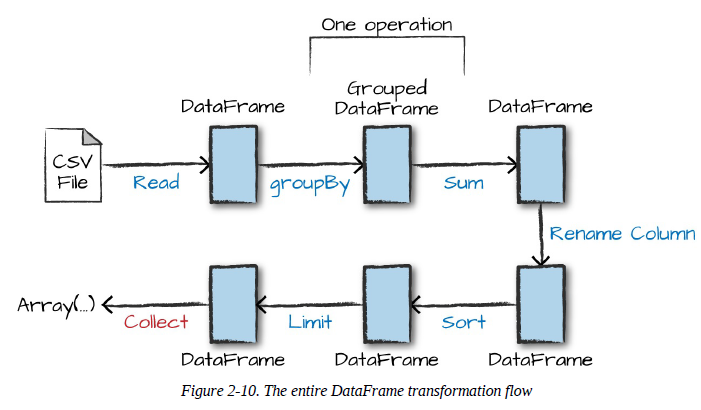 One operation
DataFrame
Grouped
DataFrame
DataFrame
CSV
File
Read
groupBy
Sum
Rename Column
Array(...)
Collect
Limit
Sort
DataFrame
DataFrame
DataFrame
Figure 2-10. The entire DataFrame transformation flow